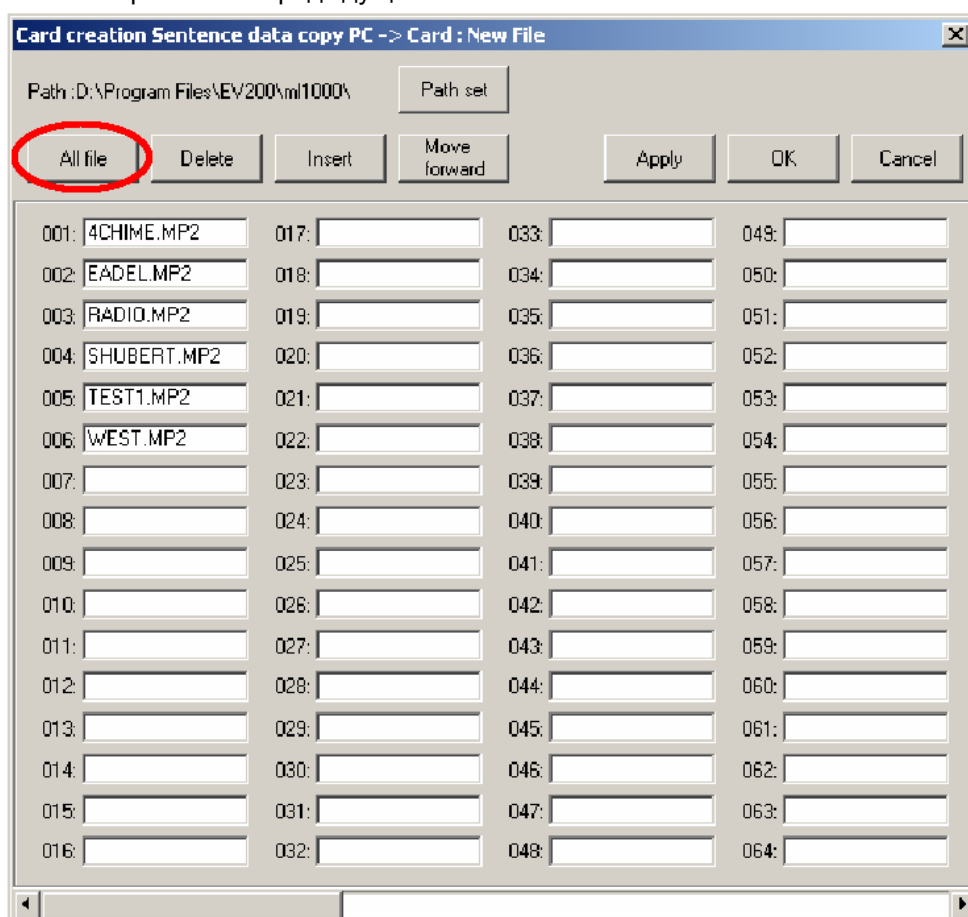 Card creation Sentence data copy PC -> Card : New File
Path :D:\Program Files\EV200\ml1000\ Path set
All file Delete Insert Move forward Apply OK Cancel
001: 4CHIME.MP2 017: 033: 049:
002: EADEL.MP2 018: 034: 050:
003: RADIO.MP2 019: 035: 051:
004: SHUBERT.MP2 020: 036: 052:
005: TEST1.MP2 021: 037: 053:
006: WEST.MP2 022: 038: 054:
007: 023: 039: 055:
008: 024: 040: 056:
009: 025: 041: 057:
010: 026: 042: 058:
011: 027: 043: 059:
012: 028: 044: 060:
013: 029: 045: 061:
014: 030: 046: 062:
015: 031: 047: 063:
016: 032: 048: 064: